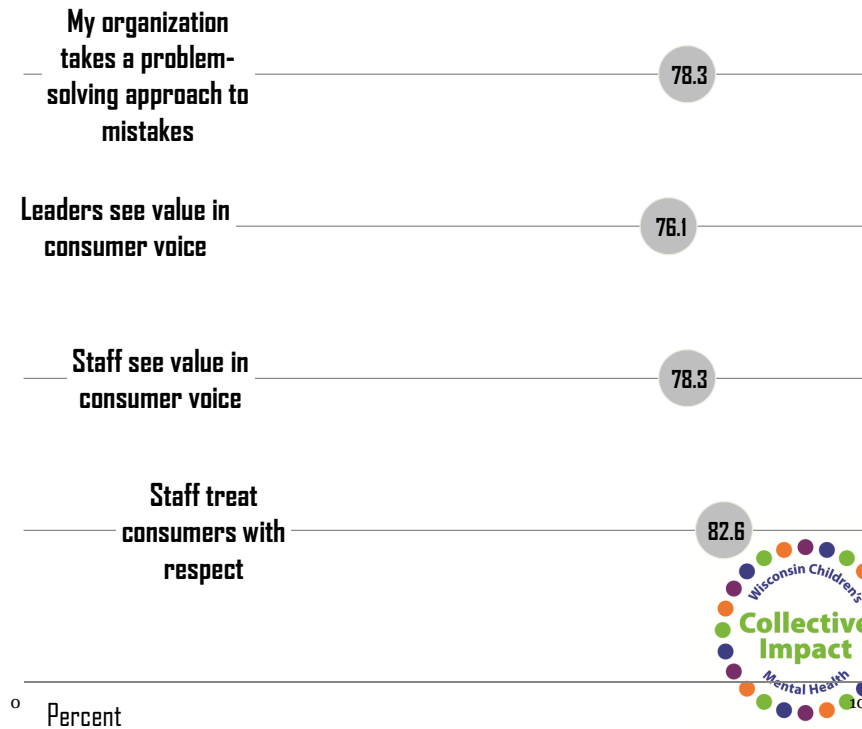 My organization
takes a problem-
solving approach to
mistakes
78.3
Leaders see value in
consumer voice
76.1
Staff see value in
consumer voice
78.3
Staff treat
consumers with
respect
82.6
Wisconsin Children's
Collective
Impact
Mental Health
0
10
Percent